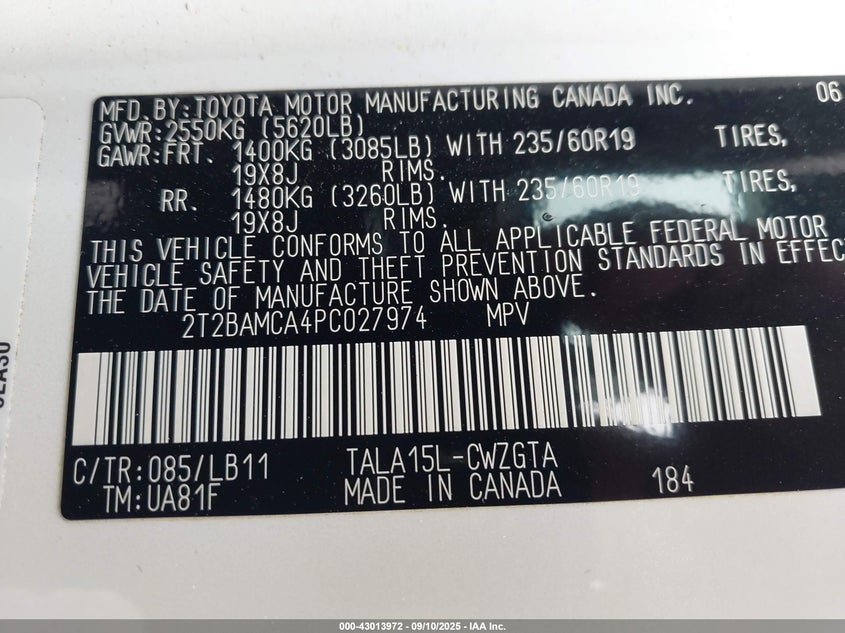 MFD.BY:TOYOTA MOTOR MANUFACTURING CANADA INC. 06
GVWR:2550KG (5620LB)
GAWR:FRT. 1400KG (3085LB) WITH 235/60R19 TIRES,
19X8J RIMS.
RR. 1480KG (3260LB) WITH 235/60R19 TIRES,
19X8J RIMS.
THIS VEHICLE CONFORMS TO ALL APPLICABLE FEDERAL MOTOR
VEHICLE SAFETY AND THEFT PREVENTION STANDARDS IN EFFEC
THE DATE OF MANUFACTURE SHOWN ABOVE.
2T2BAMCA4PC027974 MPV
C/TR:085/LB11 TALA15L-CWZGTA
TM:UA81F MADE IN CANADA 184
000-43013972 - 09/10/2025 - IAA Inc.